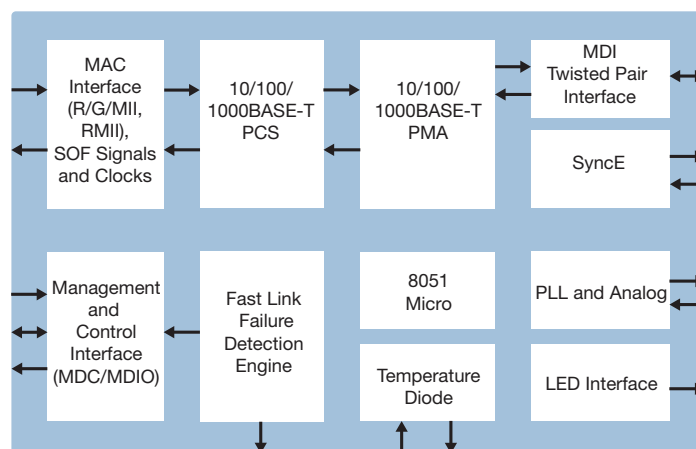 MAC
Interface
(R/G/MII,
RMII),
SOF Signals
and Clocks
10/100/
1000BASE-T
PCS
10/100/
1000BASE-T
PMA
MDI
Twisted Pair
Interface
SyncE
Management
and
Control
Interface
(MDC/MDIO)
Fast Link
Failure
Detection
Engine
8051
Micro
PLL and Analog
Temperature
Diode
LED Interface